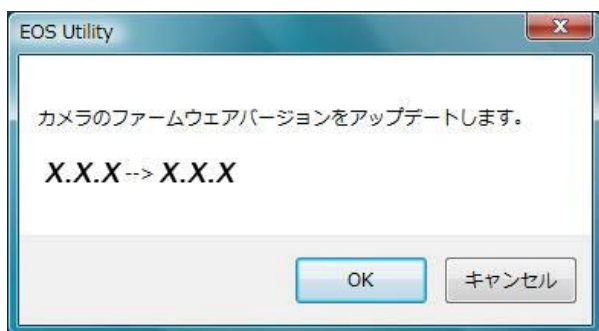 EOS Utility
カメラのファームウェアバージョンをアップデートします。
X.X.X --> X.X.X
OK
キャンセル